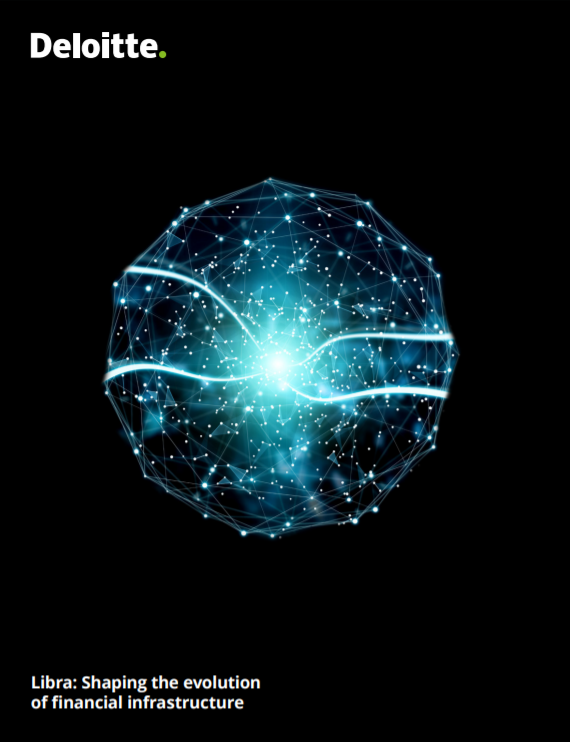 Deloitte.
Libra: Shaping the evolution
of financial infrastructure